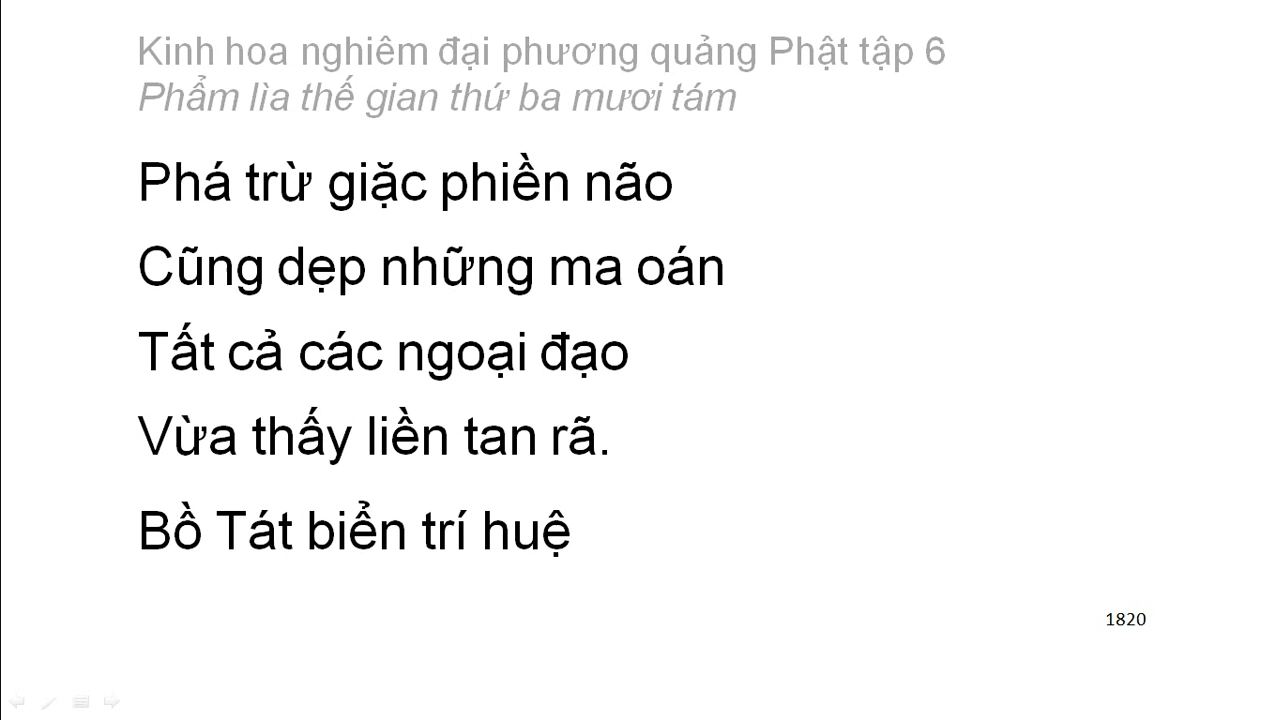 Kinh hoa nghiêm đại phương quảng Phật tập 6
Phẩm lìa thế gian thứ ba mươi tám
Phá trừ giặc phiền não
Cũng dẹp những ma oán
Tất cả các ngoại đạo
Vừa thấy liền tan rã.
Bồ Tát biển trí huệ
1820